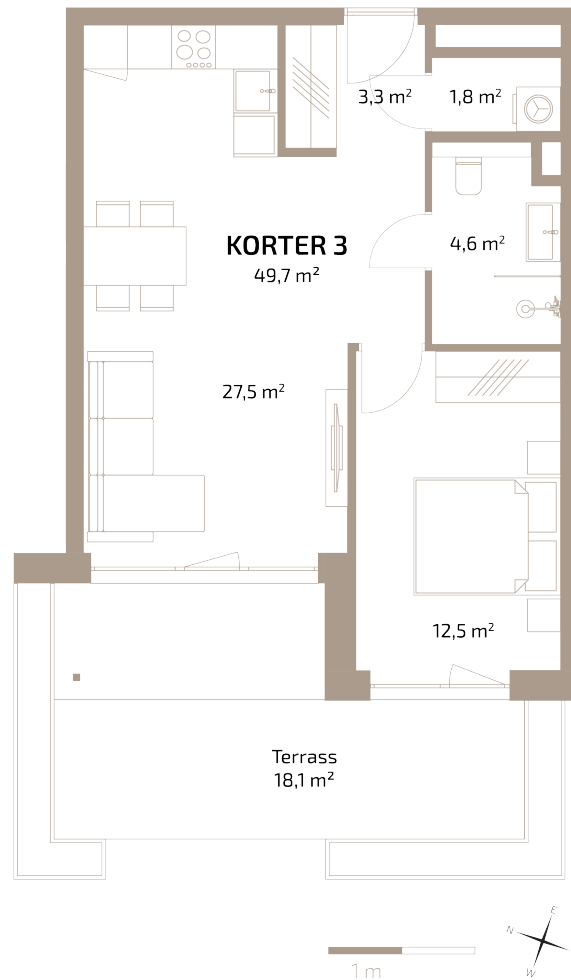 3,3 m²
1,8 m²
KORTER 3
49,7 m²
4,6 m²
27,5 m²
12,5 m²
Terrass
18,1 m²
E
N
W
1 m